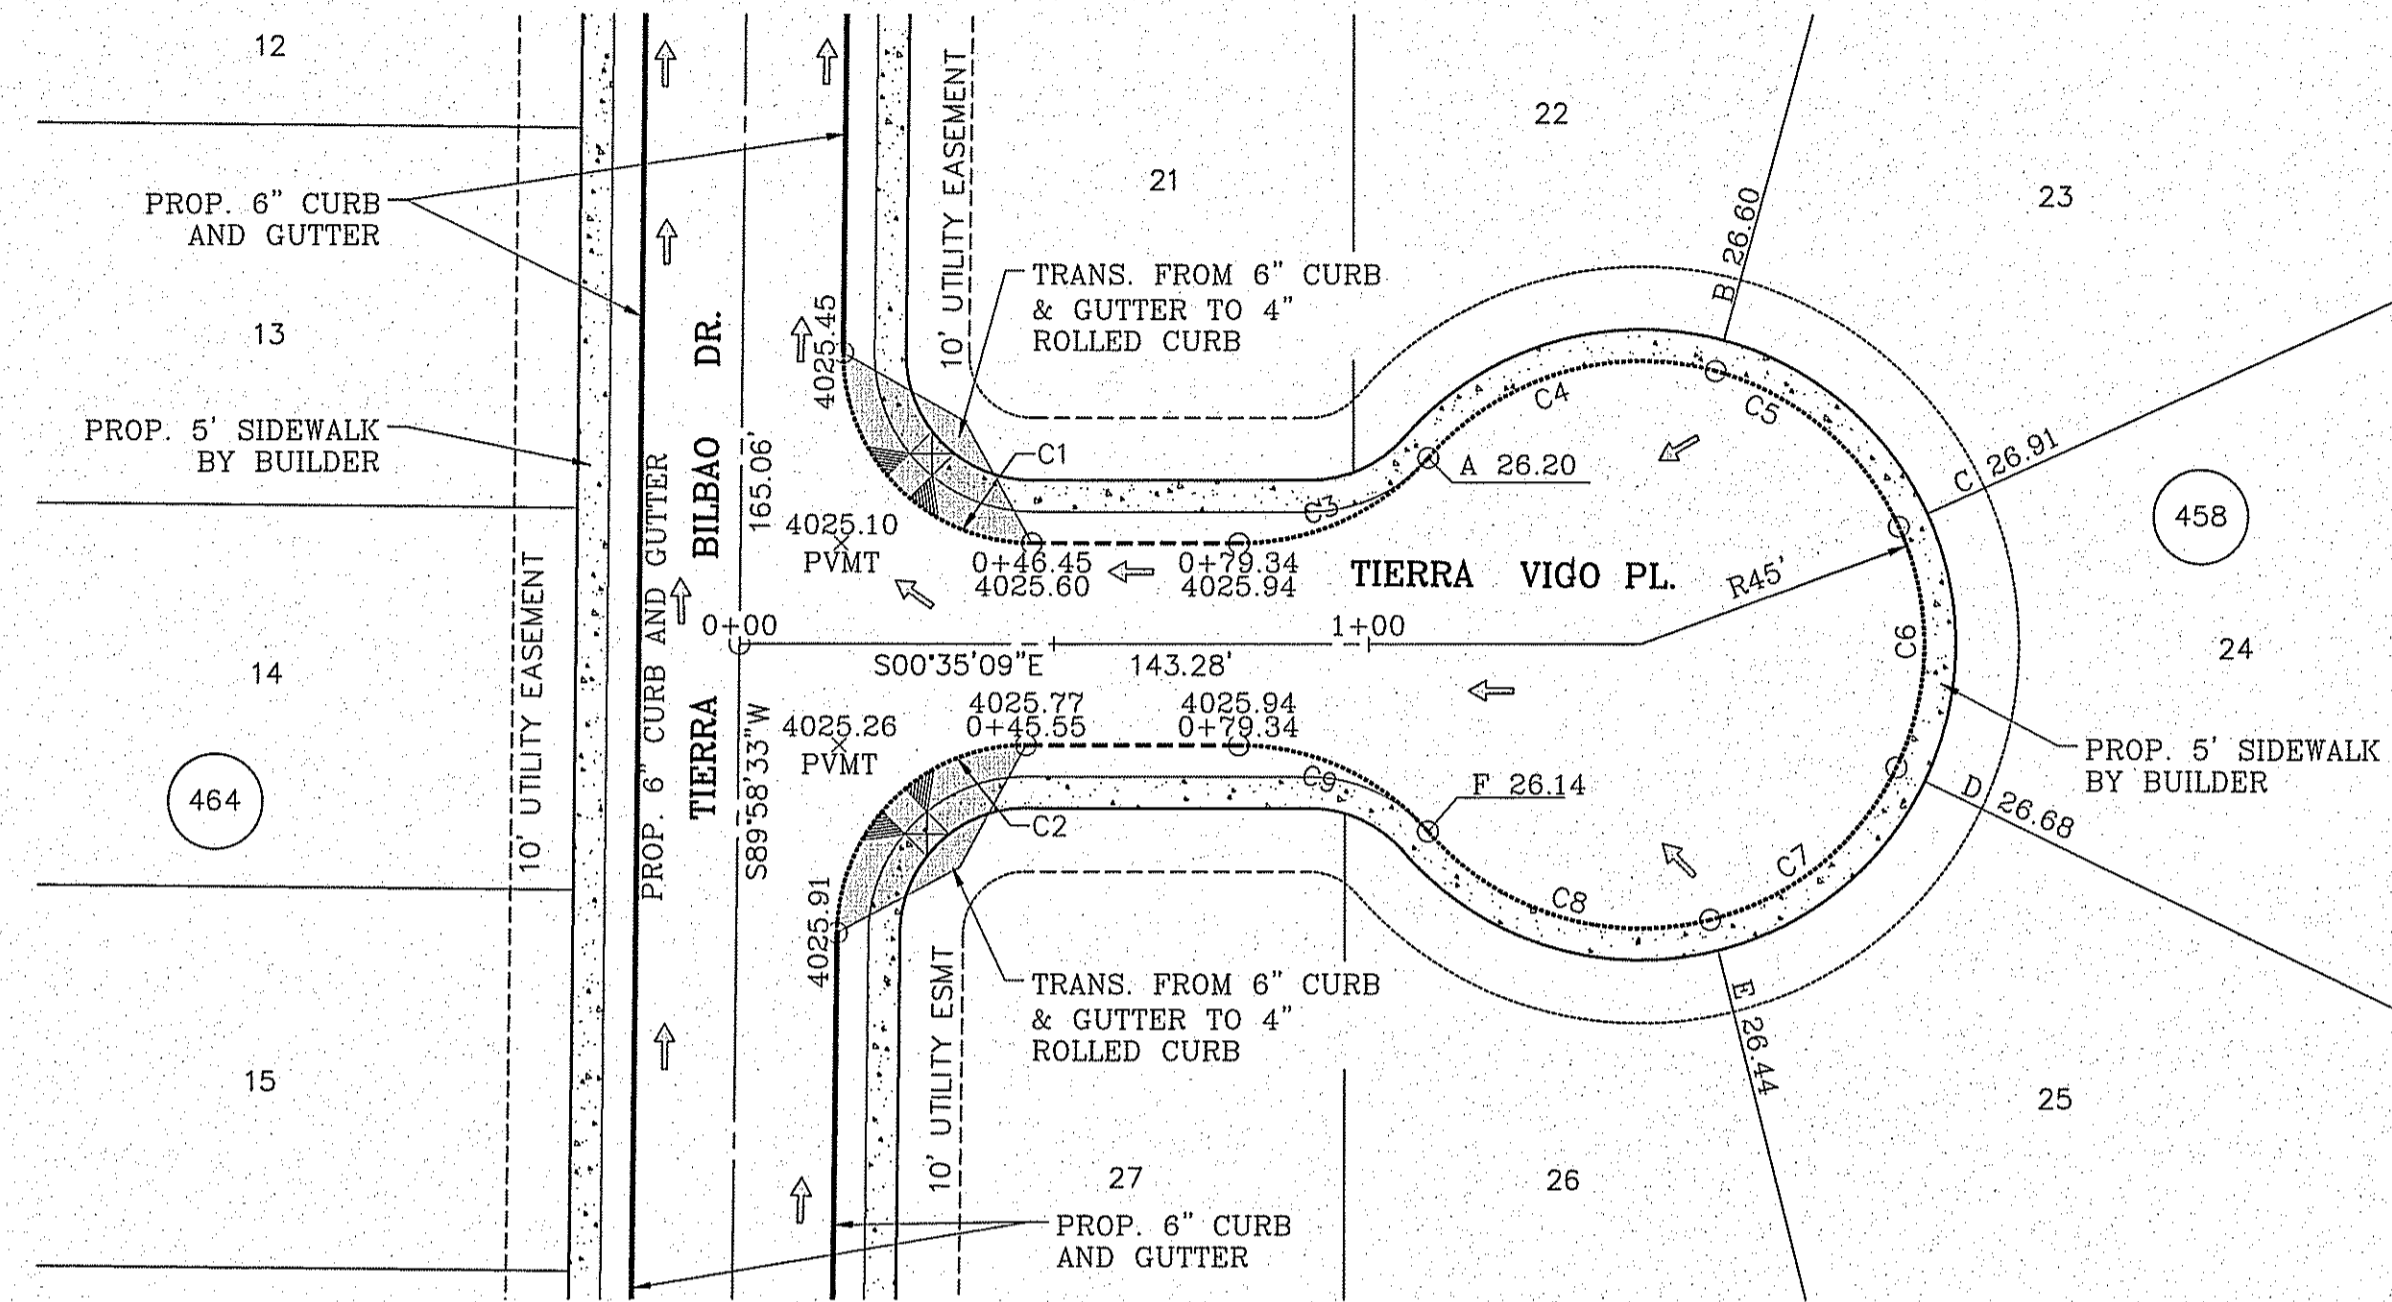 12
22
23
21
PROP. 6" CURB
AND GUTTER
10' UTILITY EASEMENT
B 26.60
TRANS. FROM 6" CURB
& GUTTER TO 4"
ROLLED CURB
13
4025.45
TIERRA BILBAO DR.
C4
C5
PROP. 5' SIDEWALK
BY BUILDER
C1
A 26.20
C 26.91
165.06'
C3
458
4025.10
PVMT
0+46.45
4025.60
0+79.34
4025.94
TIERRA VIGO PL.
R45'
10' UTILITY EASEMENT
PROP. 6" CURB AND GUTTER
0+00
1+00
C6
24
14
S00°35'09"E
143.28'
4025.77
0+45.55
4025.94
0+79.34
4025.26
PVMT
S89°58'33"W
PROP. 5' SIDEWALK
BY BUILDER
464
C9
F 26.14
D 26.68
C2
C7
C8
4025.91
TRANS. FROM 6" CURB
& GUTTER TO 4"
ROLLED CURB
E 26.44
10' UTILITY ESMT
15
25
27
26
PROP. 6" CURB
AND GUTTER